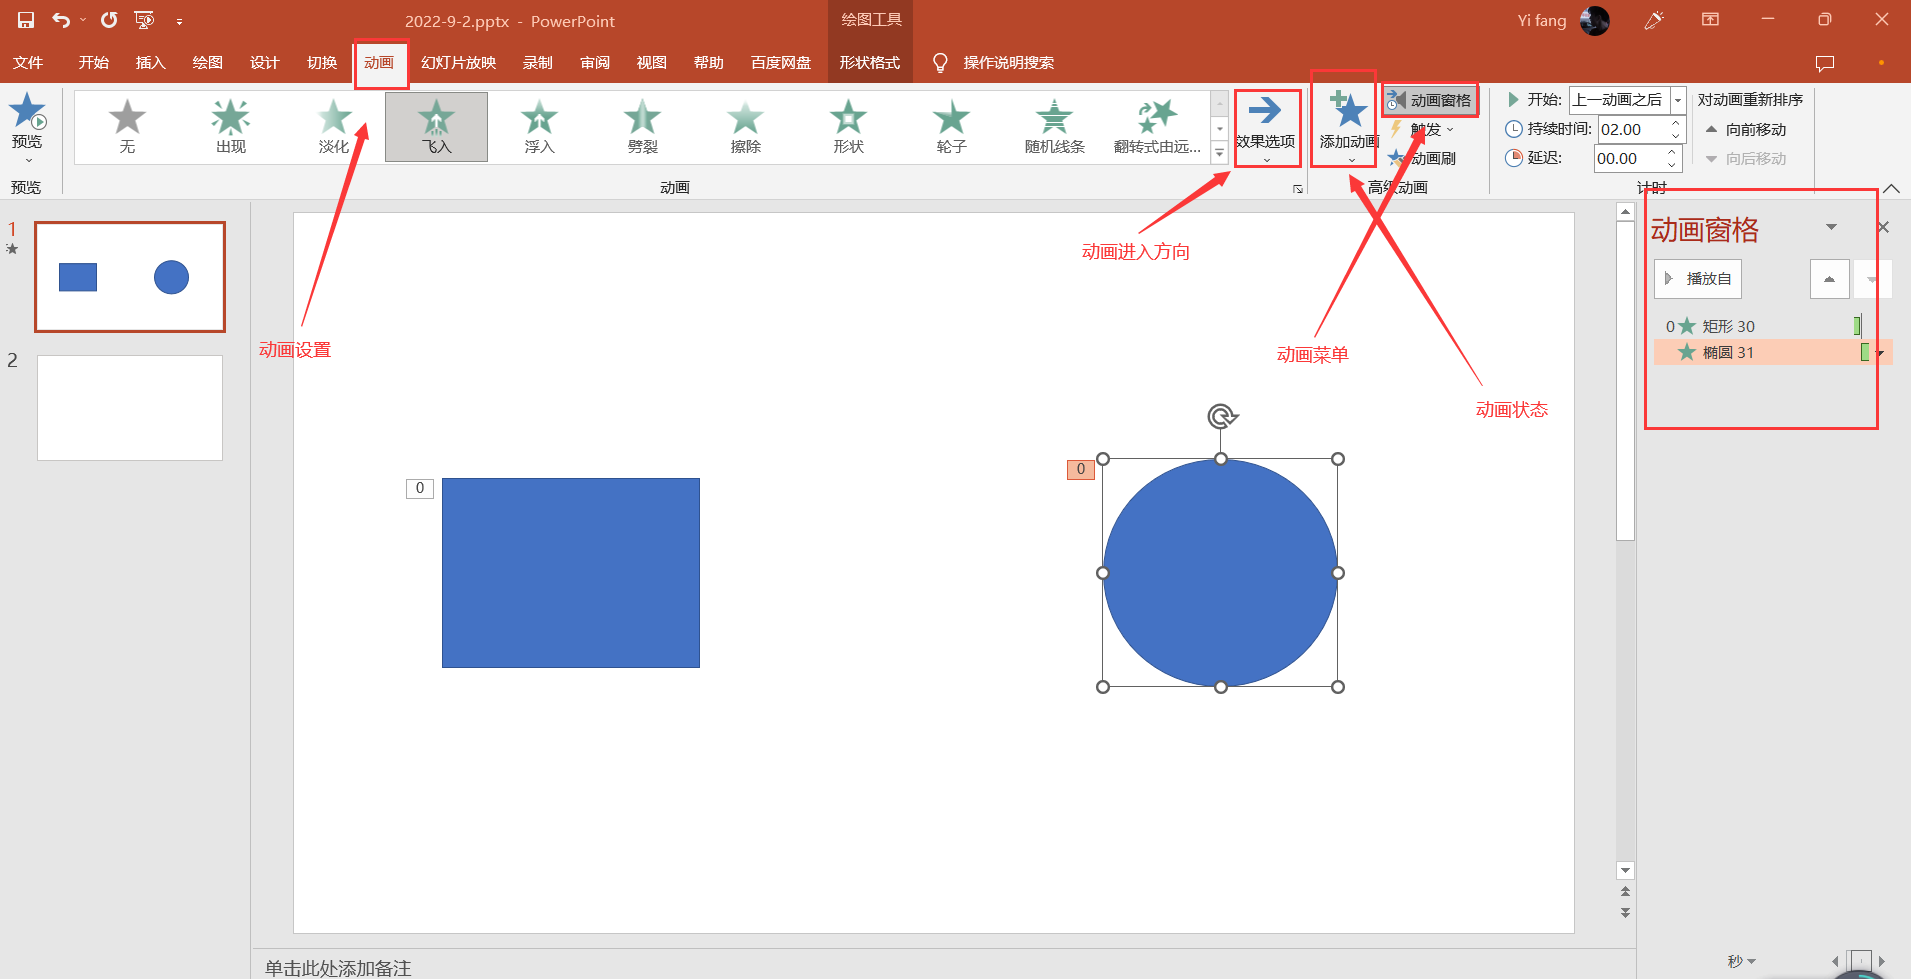 2022-9-2.pptx - PowerPoint
绘图工具
Yi fang
文件
开始
插入
绘图
设计
切换
动画
幻灯片放映
录制
审阅
视图
帮助
百度网盘
形状格式
操作说明搜索
预览
预览
无
出现
淡化
飞入
浮入
劈裂
擦除
形状
轮子
随机线条
翻转式由远...
动画
效果选项
添加动画
动画窗格
触发
动画刷
高级动画
开始:
上一动画之后
持续时间:
02.00
延迟:
00.00
对动画重新排序
向前移动
向后移动
计时
1
2
动画设置
动画进入方向
动画菜单
动画状态
0
0
动画窗格
播放自
0 矩形 30
椭圆 31
秒
单击此处添加备注